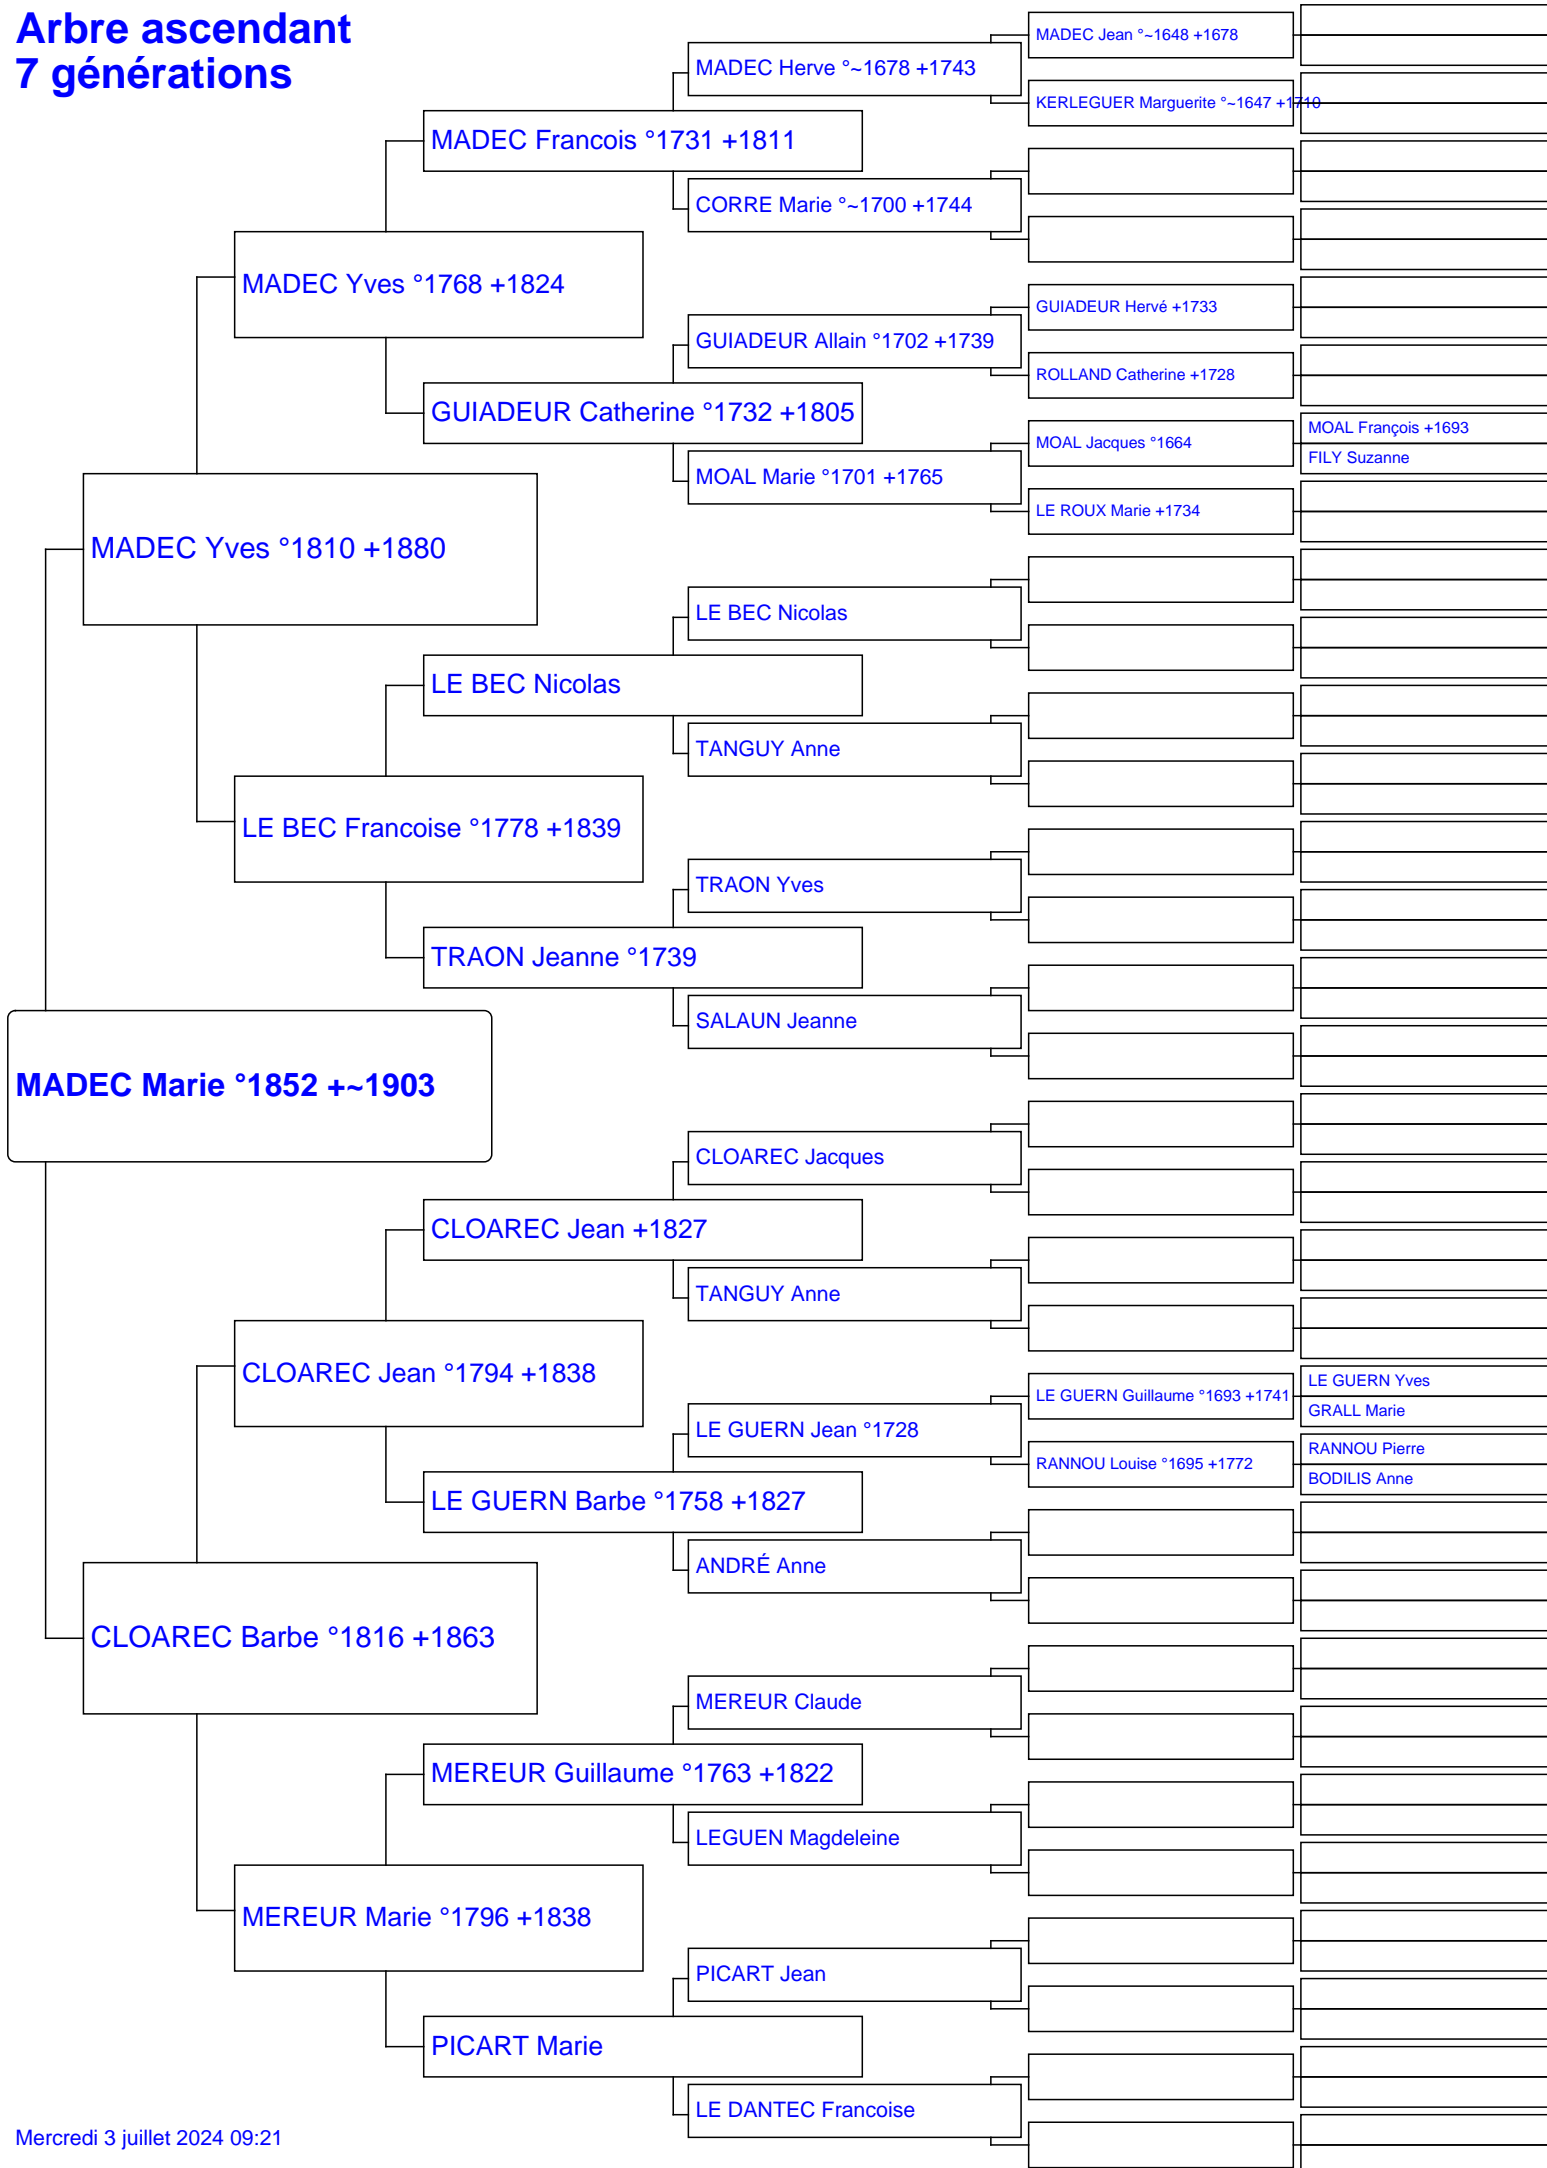 Arbre ascendant
7 générations
MADEC Jean °~1648 +1678
MADEC Herve °~1678 +1743
KERLEGUER Marguerite °~1647 +1710
MADEC Francois °1731 +1811
CORRE Marie °~1700 +1744
MADEC Yves °1768 +1824
GUIADEUR Hervé +1733
GUIADEUR Allain °1702 +1739
ROLLAND Catherine +1728
GUIADEUR Catherine °1732 +1805
MOAL François +1693
MOAL Jacques °1664
FILY Suzanne
MOAL Marie °1701 +1765
LE ROUX Marie +1734
MADEC Yves °1810 +1880
LE BEC Nicolas
LE BEC Nicolas
TANGUY Anne
LE BEC Francoise °1778 +1839
TRAON Yves
TRAON Jeanne °1739
SALAUN Jeanne
MADEC Marie °1852 +~1903
CLOAREC Jacques
CLOAREC Jean +1827
TANGUY Anne
CLOAREC Jean °1794 +1838
LE GUERN Yves
LE GUERN Guillaume °1693 +1741
GRALL Marie
LE GUERN Jean °1728
RANNOU Pierre
RANNOU Louise °1695 +1772
BODILIS Anne
LE GUERN Barbe °1758 +1827
ANDRÉ Anne
CLOAREC Barbe °1816 +1863
MEREUR Claude
MEREUR Guillaume °1763 +1822
LEGUEN Magdeleine
MEREUR Marie °1796 +1838
PICART Jean
PICART Marie
LE DANTEC Francoise
Mercredi 3 juillet 2024 09:21